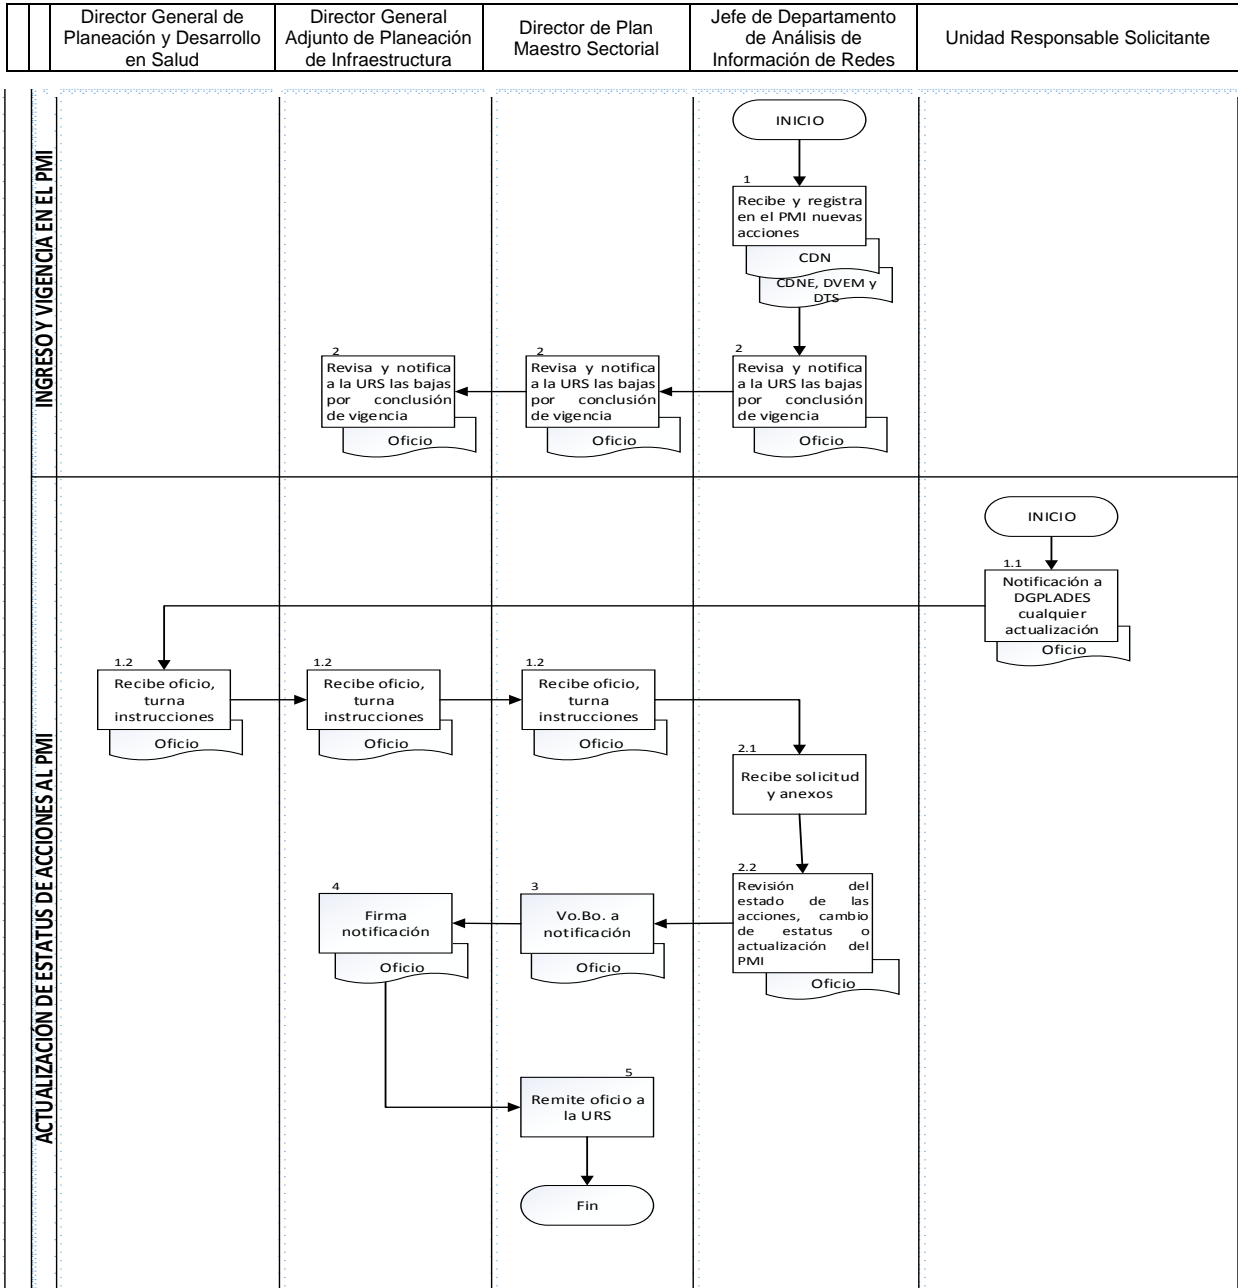 Director General de
Planeación y Desarrollo
en Salud
Director General
Adjunto de Planeación
de Infraestructura
Director de Plan
Maestro Sectorial
Jefe de Departamento
de Análisis de
Información de Redes
Unidad Responsable Solicitante
INGRESO Y VIGENCIA EN EL PMI
INICIO
1
Recibe y registra
en el PMI nuevas
acciones
CDN
CDNE, DVEM y
DTS
2
Revisa y notifica
a la URS las bajas
por conclusión
de vigencia
Oficio
2
Revisa y notifica
a la URS las bajas
por conclusión
de vigencia
Oficio
2
Revisa y notifica
a la URS las bajas
por conclusión
de vigencia
Oficio
ACTUALIZACIÓN DE ESTATUS DE ACCIONES AL PMI
INICIO
1.1
Notificación a
DGPLADES
cualquier
actualización
Oficio
1.2
Recibe oficio,
turna
instrucciones
Oficio
1.2
Recibe oficio,
turna
instrucciones
Oficio
1.2
Recibe oficio,
turna
instrucciones
Oficio
2.1
Recibe solicitud
y anexos
2.2
Revisión del
estado de las
acciones, cambio
de estatus o
actualización del
PMI
Oficio
3
Vo.Bo. a
notificación
Oficio
4
Firma
notificación
Oficio
5
Remite oficio a
la URS
Fin